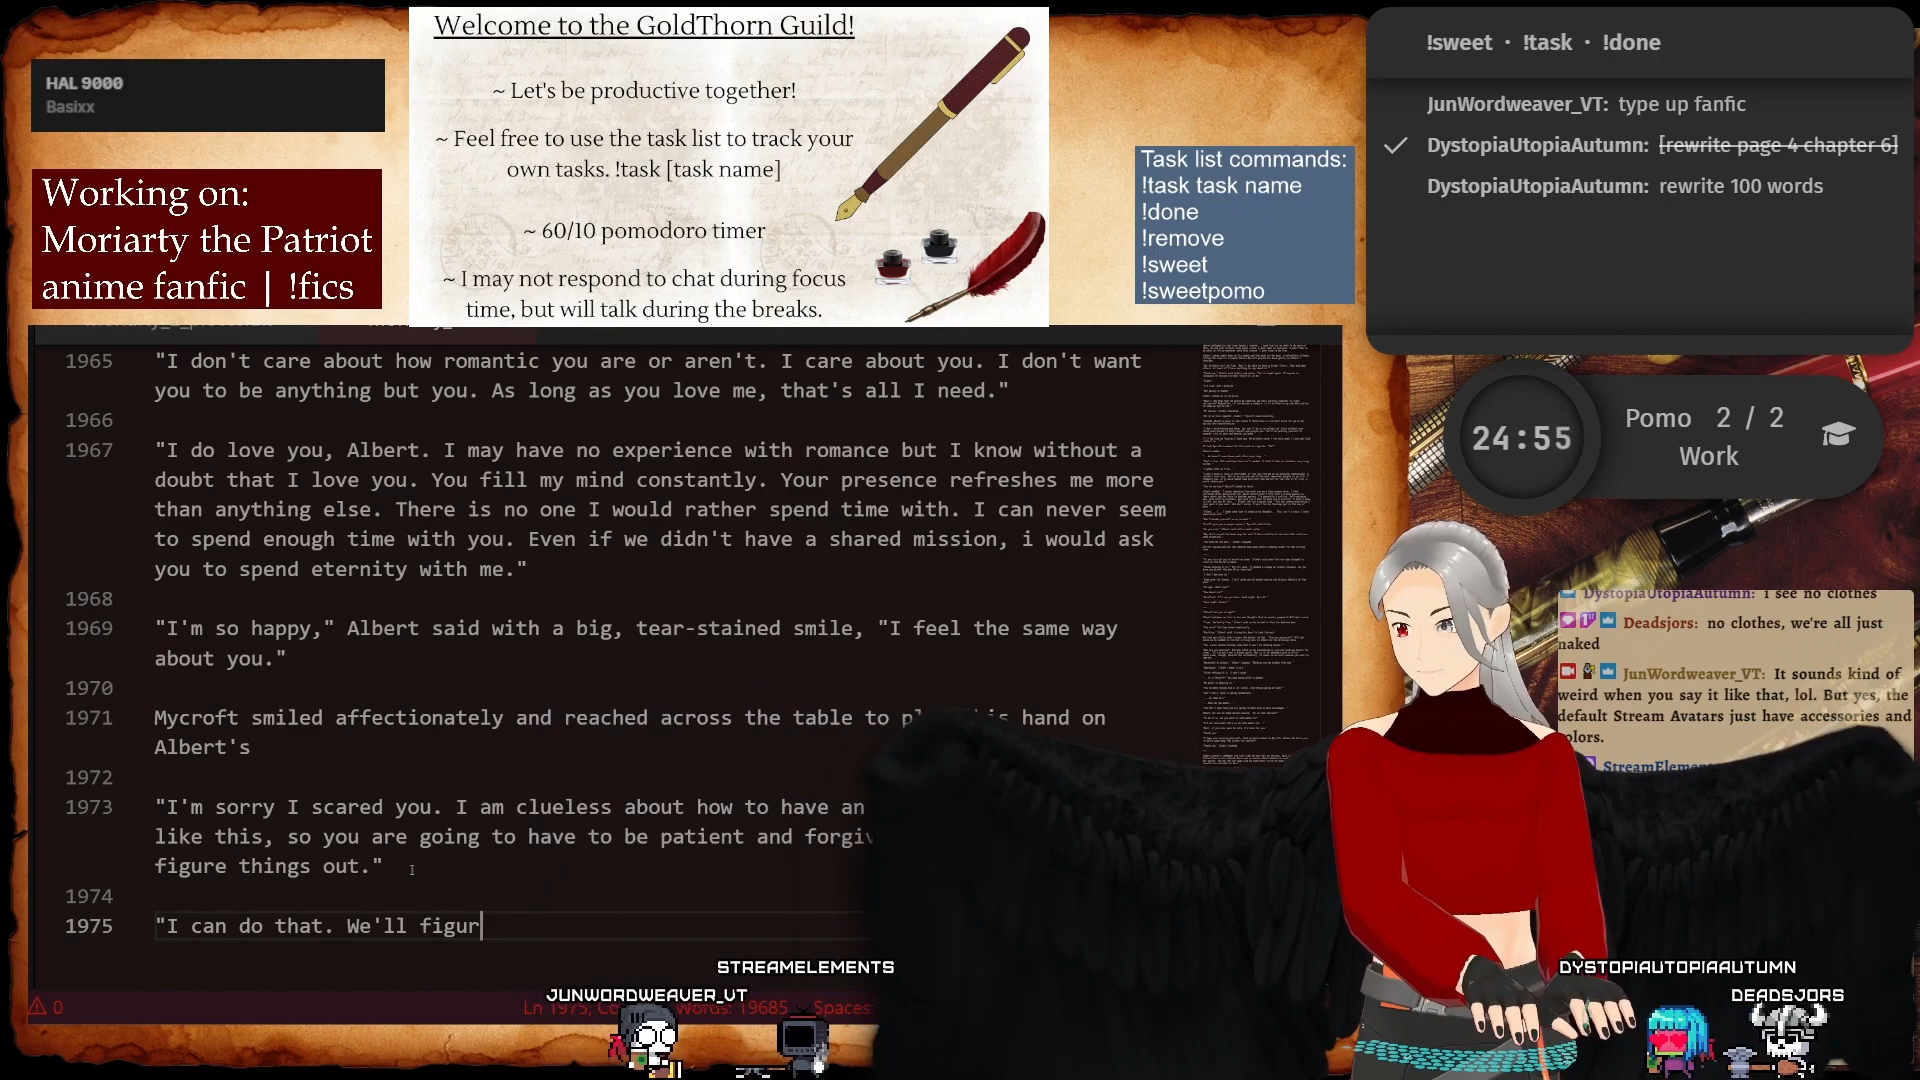 HAL 9000
Basixx
Working on:
Moriarty the Patriot
anime fanfic | !fics
Welcome to the GoldThorn Guild!
~ Let's be productive together!
~ Feel free to use the task list to track your
own tasks. !task [task name]
~ 60/10 pomodoro timer
~ I may not respond to chat during focus
time, but will talk during the breaks.
Task list commands:
!task task name
!done
!remove
!sweet
!sweetpomo
!sweet · !task · !done
JunWordweaver_VT: type up fanfic
DystopiaUtopiaAutumn: [rewrite page 4 chapter 6]
DystopiaUtopiaAutumn: rewrite 100 words
24:55
Pomo 2 / 2
Work
1965 "I don't care about how romantic you are or aren't. I care about you. I don't want
you to be anything but you. As long as you love me, that's all I need."
1966
1967 "I do love you, Albert. I may have no experience with romance but I know without a
doubt that I love you. You fill my mind constantly. Your presence refreshes me more
than anything else. There is no one I would rather spend time with. I can never seem
to spend enough time with you. Even if we didn't have a shared mission, i would ask
you to spend eternity with me."
1968
1969 "I'm so happy," Albert said with a big, tear-stained smile, "I feel the same way
about you."
1970
1971 Mycroft smiled affectionately and reached across the table to hand on
Albert's
1972
1973 "I'm sorry I scared you. I am clueless about how to have an
like this, so you are going to have to be patient and
figure things out."
1974
1975 "I can do that. We'll figur
DystopiaUtopiaAutumn: i see no clothes
Deadsjors: no clothes, we're all just
naked
JunWordweaver_VT: It sounds kind of
weird when you say it like that, lol. But yes, the
default Stream Avatars just have accessories and
colors.
0
Ln 1975, Words: 19685 Spaces:
STREAMELEMENTS
JUNWORDWEAVER_VT
DYSTOPIAUTOPIAAUTUMN
DEADSJORS